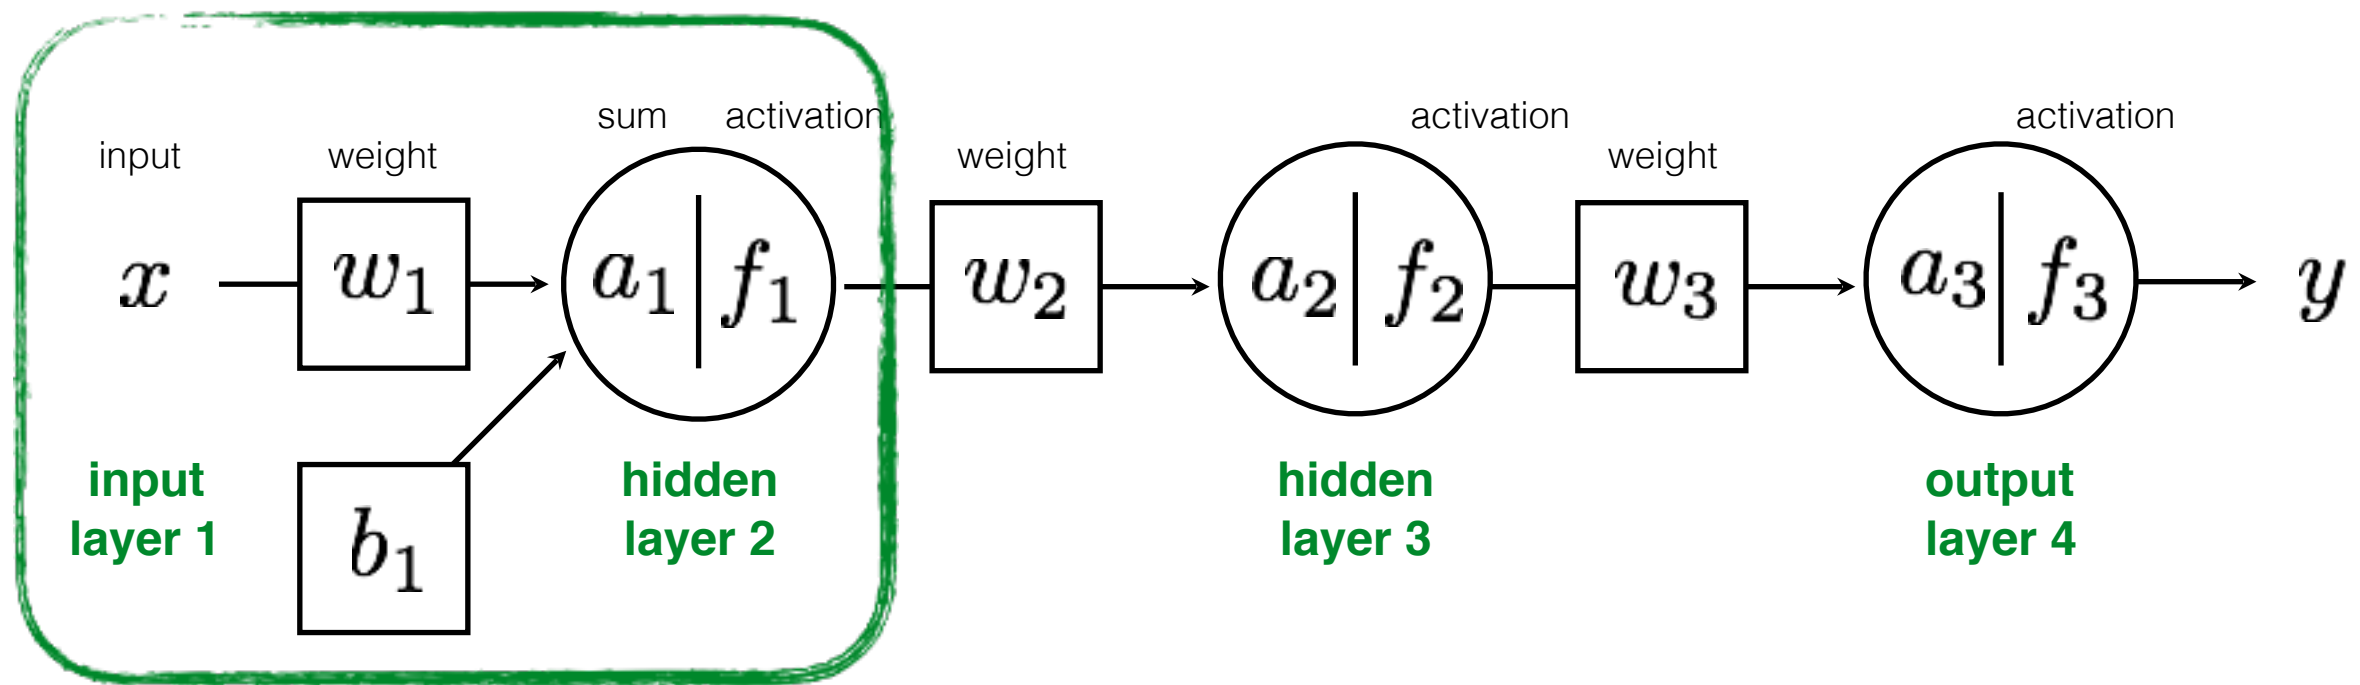 sum activation activation activation
input weight weight weight
x w₁ a₁ | f₁ w₂ a₂ | f₂ w₃ a₃ | f₃ y
input hidden hidden output
layer 1 layer 2 layer 3 layer 4
b₁